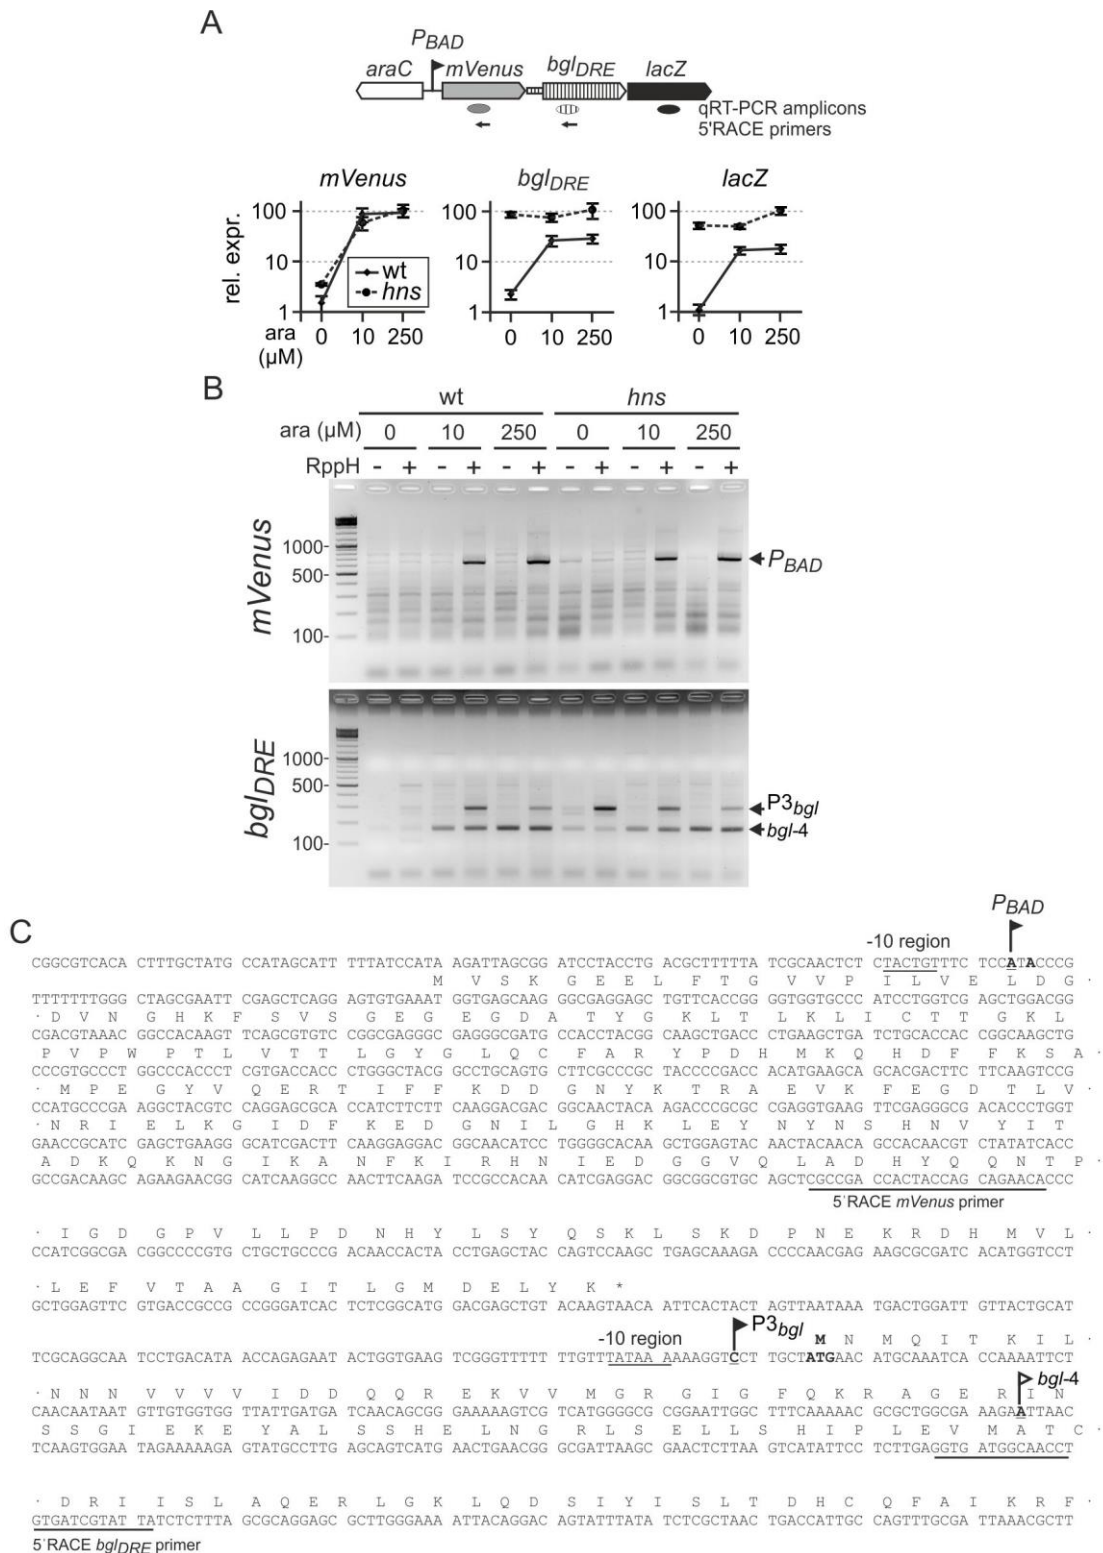 A
P_BAD
araC mVenus bgl_DRE lacZ
qRT-PCR amplicons
5'RACE primers
mVenus bgl_DRE lacZ
rel. expr.
100 100 100
10 10 10
1 1 1
wt
hns
ara (µM) 0 10 250 0 10 250 0 10 250
B
wt hns
ara (µM) 0 10 250 0 10 250
RppH - + - + - + - + - + - +
mVenus
1000-
500-
100-
P_BAD
bgl_DRE
1000-
500-
100-
P3_bgl
bgl-4
C
P_BAD
-10 region
CGGCGTCACA CTTTGCTATG CCATAGCATT TTTATCCATA AGATTAGCGG ATCCTACCTG ACGCTTTTTA TCGCAACTCT CTACTGTTTC TCCATACCCG
M V S K G E E L F T G V V P I L V E L D G ·
TTTTTTTGGG CTAGCGAATT CGAGCTCAGG AGTGTGAAAT GGTGAGCAAG GGCGAGGAGC TGTTCACCGG GGTGGTGCCC ATCCTGGTCG AGCTGGACGG
· D V N G H K F S V S G E G E G D A T Y G K L T L K L I C T T G K L
CGACGTAAAC GGCCACAAGT TCAGCGTGTC CGGCGAGGGC GAGGGCGATG CCACCTACGG CAAGCTGACC CTGAAGCTGA TCTGCACCAC CGGCAAGCTG
P V P W P T L V T T L G Y G L Q C F A R Y P D H M K Q H D F F K S A ·
CCCGTGCCCT GGCCCACCCT CGTGACCACC CTGGGCTACG GCCTGCAGTG CTTCGCCCGC TACCCCGACC ACATGAAGCA GCACGACTTC TTCAAGTCCG
· M P E G Y V Q E R T I F F K D D G N Y K T R A E V K F E G D T L V ·
CCATGCCCGA AGGCTACGTC CAGGAGCGCA CCATCTTCTT CAAGGACGAC GGCAACTACA AGACCCGCGC CGAGGTGAAG TTCGAGGGCG ACACCCTGGT
· N R I E L K G I D F K E D G N I L G H K L E Y N Y N S H N V Y I T
GAACCGCATC GAGCTGAAGG GCATCGACTT CAAGGAGGAC GGCAACATCC TGGGGCACAA GCTGGAGTAC AACTACAACA GCCACAACGT CTATATCACC
A D K Q K N G I K A N F K I R H N I E D G G V Q L A D H Y Q Q N T P ·
GCCGACAAGC AGAAGAACGG CATCAAGGCC AACTTCAAGA TCCGCCACAA CATCGAGGAC GGCGGCGTGC AGCTCGCCGA CCACTACCAG CAGAACACCC
5'RACE mVenus primer
· I G D G P V L L P D N H Y L S Y Q S K L S K D P N E K R D H M V L ·
CCATCGGCGA CGGCCCCGTG CTGCTGCCCG ACAACCACTA CCTGAGCTAC CAGTCCAAGC TGAGCAAAGA CCCCAACGAG AAGCGCGATC ACATGGTCCT
· L E F V T A A G I T L G M D E L Y K *
GCTGGAGTTC GTGACCGCCG CCGGGATCAC TCTCGGCATG GACGAGCTGT ACAAGTAACA ATTCACTACT AGTTAATAAA TGACTGGATT GTTACTGCAT
-10 region
P3_bgl
M N M Q I T K I L ·
TCGCAGGCAA TCCTGACATA ACCAGAGAAT ACTGGTGAAG TCGGGTTTTT TTGTTTATAA AAAAGGTCCT TGCTATGAAC ATGCAAATCA CCAAAATTCT
· N N N V V V V I D D Q Q R E K V V M G R G I G F Q K R A G E R I N
bgl-4
CAACAATAAT GTTGTGGTGG TTATTGATGA TCAACAGCGG GAAAAAGTCG TCATGGGGCG CGGAATTGGC TTTCAAAAAC GCGCTGGCGA AAGAATTAAC
S S G I E K E Y A L S S H E L N G R L S E L L S H I P L E V M A T C ·
TCAAGTGGAA TAGAAAAAGA GTATGCCTTG AGCAGTCATG AACTGAACGG GCGATTAAGC GAACTCTTAA GTCATATTCC TCTTGAGGTG ATGGCAACCT
· D R I I S L A Q E R L G K L Q D S I Y I S L T D H C Q F A I K R F ·
GTGATCGTAT TATCTCTTTA GCGCAGGAGC GCTTGGGAAA ATTACAGGAC AGTATTTATA TCTCGCTAAC TGACCATTGC CAGTTTGCGA TTAAACGCTT
5'RACE bgl_DRE primer